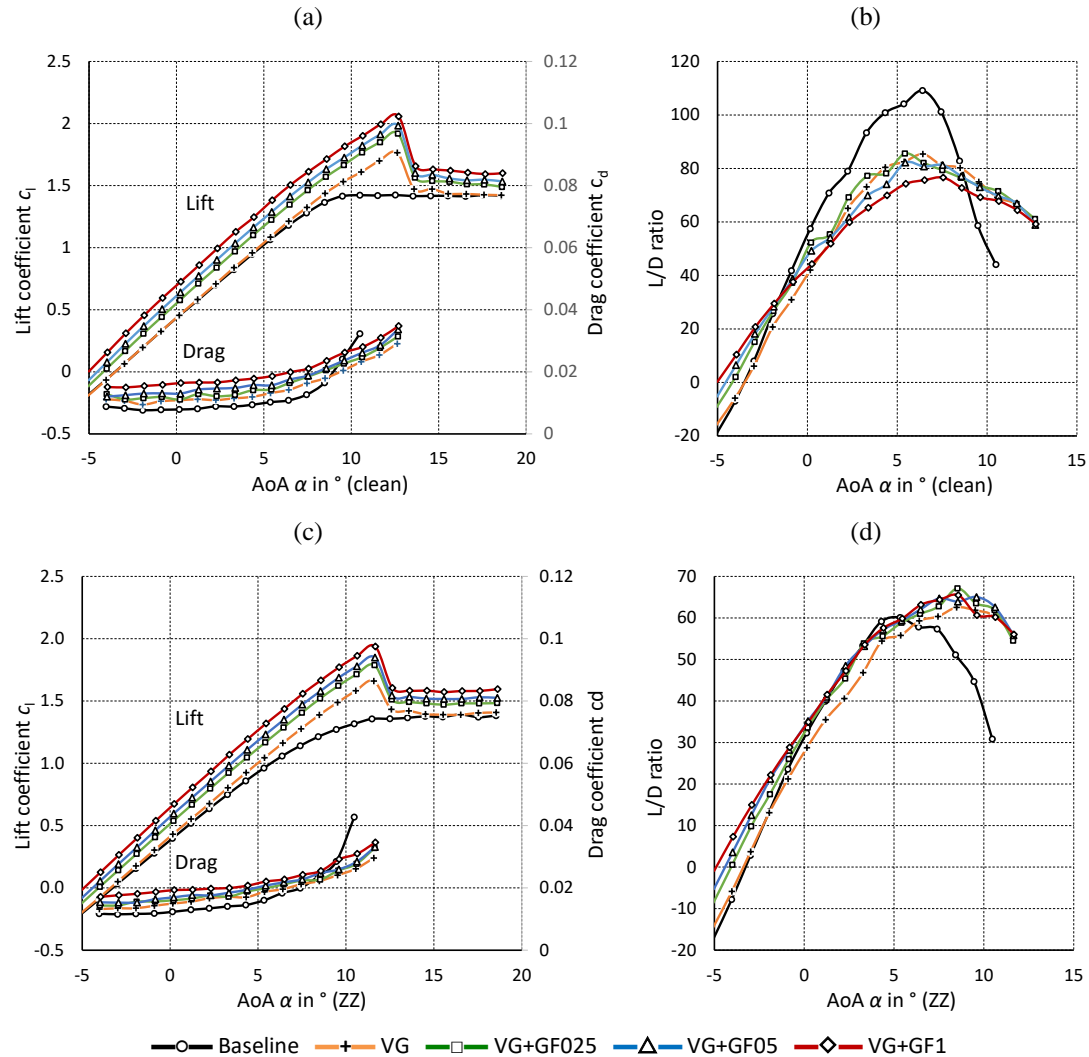 (a)
(b)
2.5
2
1.5
1
0.5
0
-0.5
Lift coefficient cl
Lift
Drag
0.12
0.1
0.08
0.06
0.04
0.02
0
Drag coefficient cd
-5 0 5 10 15 20
AoA α in ° (clean)
120
100
80
60
40
20
0
-20
L/D ratio
-5 0 5 10 15
AoA α in ° (clean)
(c)
(d)
2.5
2.0
1.5
1.0
0.5
0.0
-0.5
Lift coefficient cl
Lift
Drag
0.12
0.1
0.08
0.06
0.04
0.02
0
Drag coefficient cd
-5 0 5 10 15 20
AoA α in ° (ZZ)
70
60
50
40
30
20
10
0
-10
-20
L/D ratio
-5 0 5 10 15
AoA α in ° (ZZ)
Baseline VG VG+GF025 VG+GF05 VG+GF1